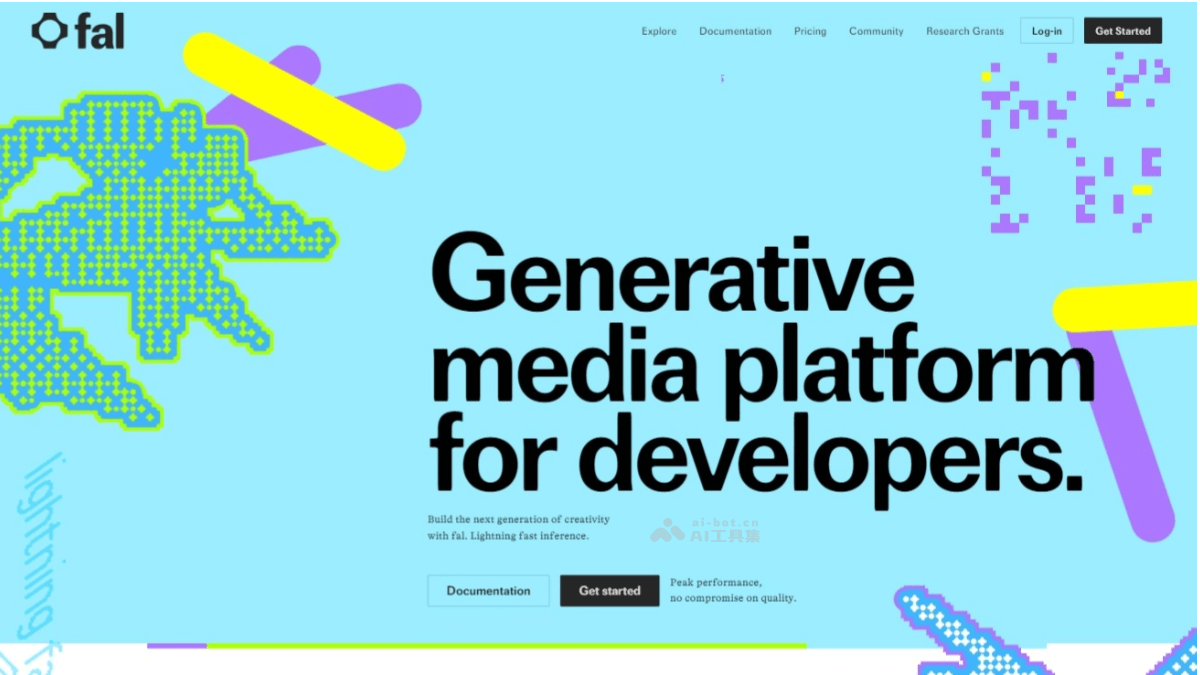 fal
Explore Documentation Pricing Community Research Grants Log-in Get Started
Generative
media platform
for developers.
Build the next generation of creativity
with fal. Lightning fast inference.
ai-bot.cn
AI工具集
Documentation Get started
Peak performance,
no compromise on quality.
lightning